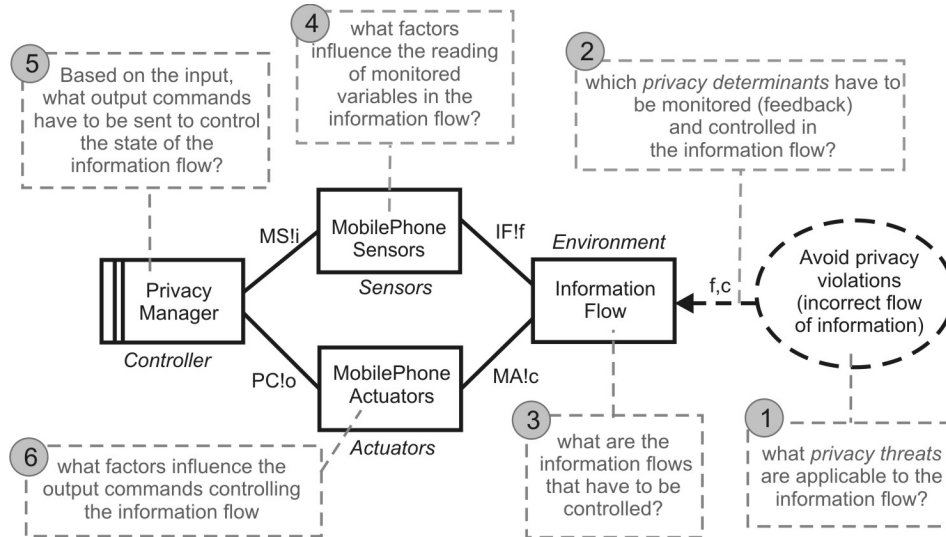 5
Based on the input,
what output commands
have to be sent to control
the state of the
information flow?
4
what factors
influence the reading
of monitored
variables in the
information flow?
2
which privacy determinants have to
be monitored (feedback)
and controlled in
the information flow?
MS!i
MobilePhone
Sensors
Sensors
IF!f
Environment
Information
Flow
f,c
Avoid privacy
violations
(incorrect flow
of information)
Privacy
Manager
Controller
PC!o
MobilePhone
Actuators
Actuators
MA!c
6
what factors influence the
output commands controlling
the information flow
3
what are the
information flows
that have to be
controlled?
1
what privacy threats
are applicable to the
information flow?